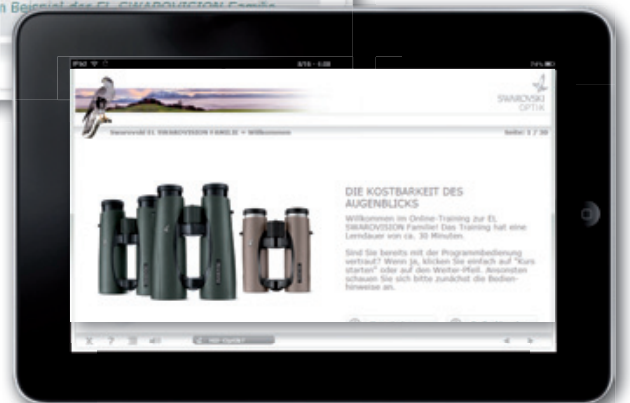 m Beispiel der EL SWAROVISION Familie
iPad
74%
SWAROVSKI
OPTIK
Swarovski EL SWAROVISION FAMILIE • Willkommen
Seite: 1 / 30
DIE KOSTBARKEIT DES
AUGENBLICKS
Willkommen im Online-Training zur EL
SWAROVISION Familie! Das Training hat eine
Lerndauer von ca. 30 Minuten.
Sind Sie bereits mit der Programmbedienung
vertraut? Wenn ja, klicken Sie einfach auf "Kurs
starten" oder auf den Weiter-Pfeil. Ansonsten
schauen Sie sich bitte zunächst die Bedien-
hinweise an.